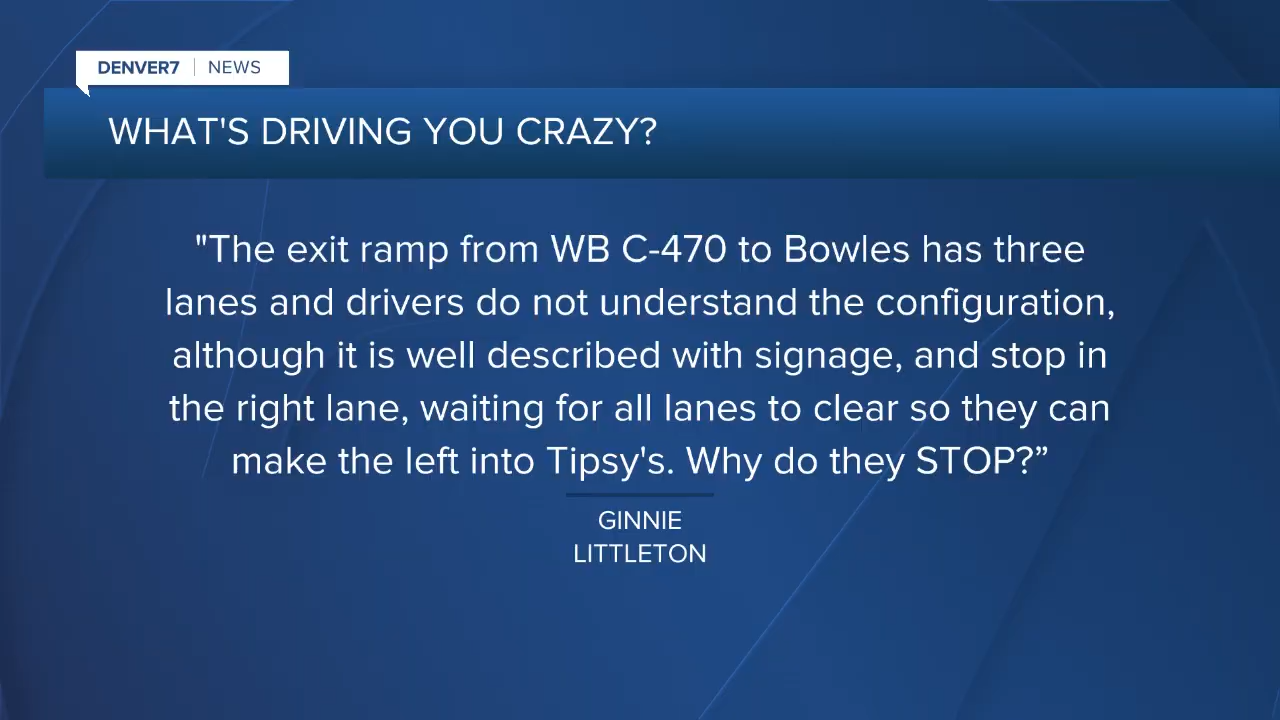 DENVER7 | NEWS
WHAT'S DRIVING YOU CRAZY?
"The exit ramp from WB C-470 to Bowles has three
lanes and drivers do not understand the configuration,
although it is well described with signage, and stop in
the right lane, waiting for all lanes to clear so they can
make the left into Tipsy's. Why do they STOP?”
GINNIE
LITTLETON